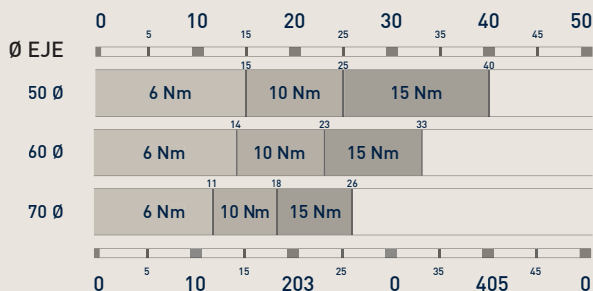 0 10 20 30 40 50
5 15 25 35 45
Ø EJE
15 25 40
50 Ø 6 Nm 10 Nm 15 Nm
14 23 33
60 Ø 6 Nm 10 Nm 15 Nm
11 18 26
70 Ø 6 Nm 10 Nm 15 Nm
5 15 25 35 45
0 10 203 0 405 0